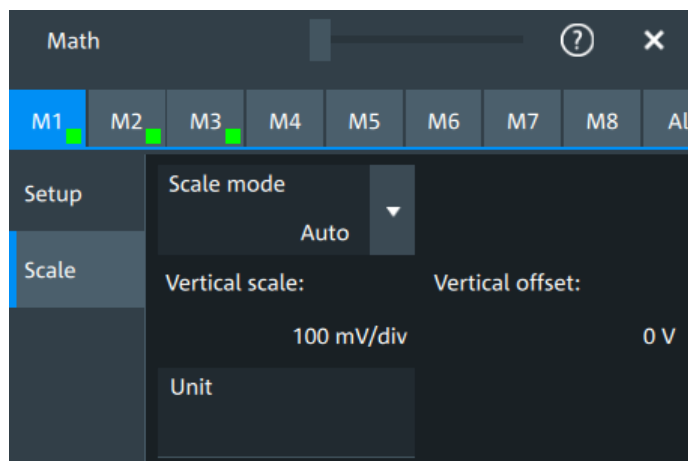 Math
?
M1 M2 M3 M4 M5 M6 M7 M8 Al
Setup
Scale mode
Auto
Scale
Vertical scale: Vertical offset:
100 mV/div 0 V
Unit